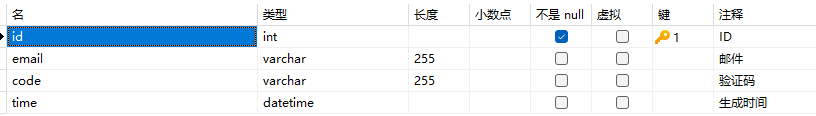 名 类型 长度 小数点 不是 null 虚拟 键 注释
id int 1 ID
email varchar 255 邮件
code varchar 255 验证码
time datetime 生成时间